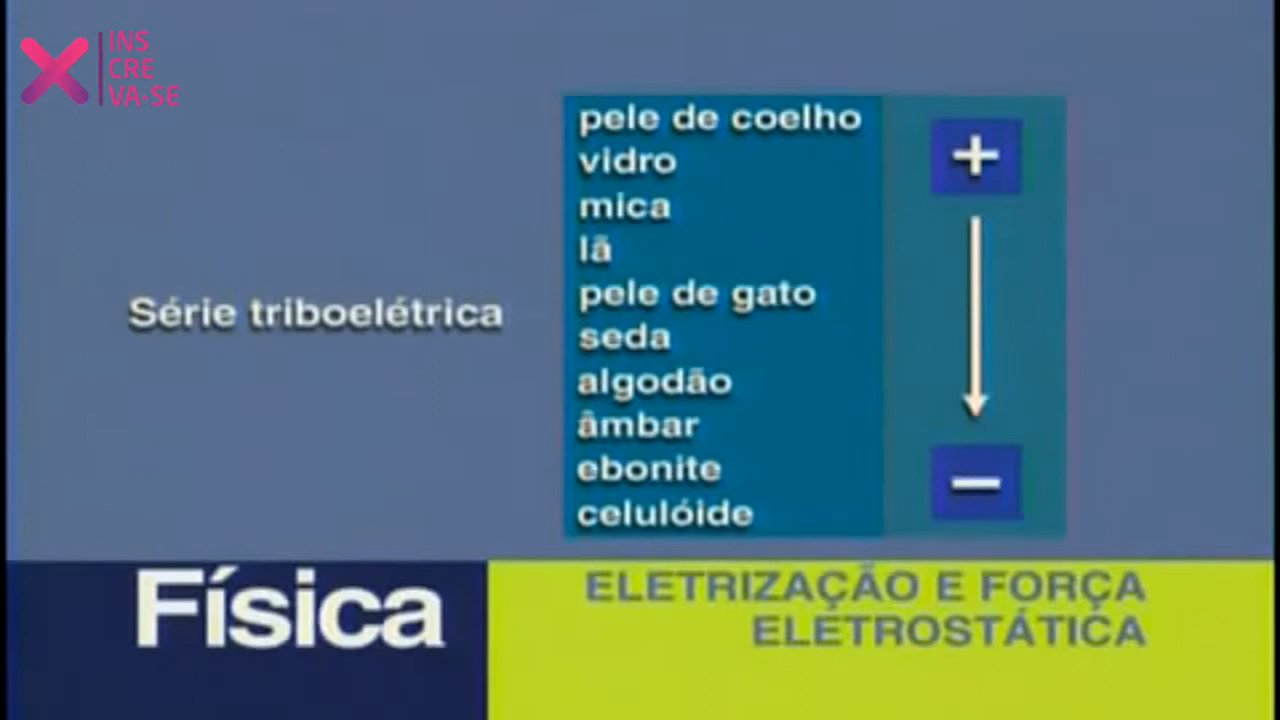 INS
CRE
VA-SE
pele de coelho
vidro
mica
lã
pele de gato
seda
algodão
âmbar
ebonite
celulóide
+
−
Série triboelétrica
Física
ELETRIZAÇÃO E FORÇA
ELETROSTÁTICA